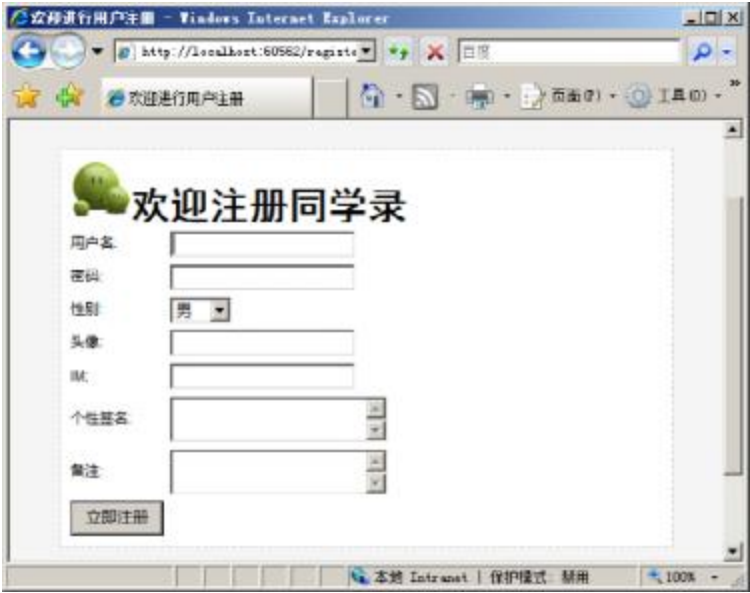 欢迎进行用户注册 - Windows Internet Explorer
http://localhost:60562/registe
百度
欢迎进行用户注册
页面(P)
工具(O)
»
欢迎注册同学录
用户名:
密码:
性别:
男
头像:
IM:
个性签名:
备注:
立即注册
本地 Intranet | 保护模式: 禁用
100%